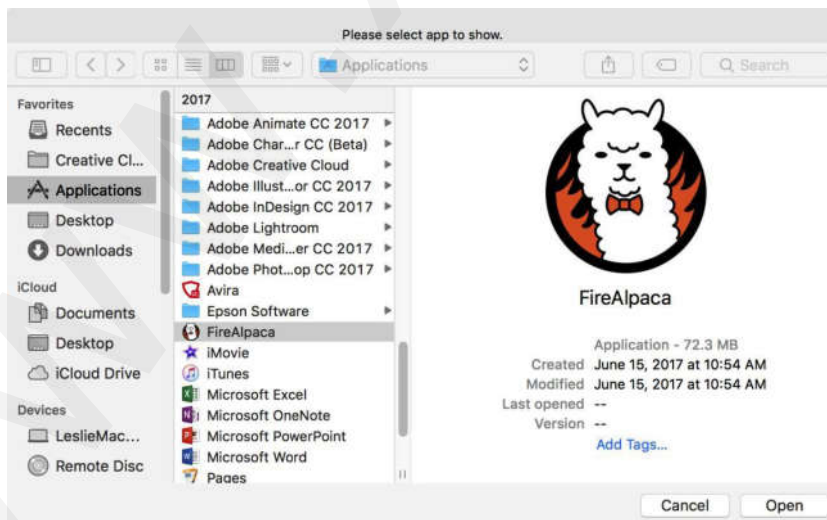 Please select app to show.
Applications
Search
Favorites
Recents
Creative Cl...
Applications
Desktop
Downloads
iCloud
Documents
Desktop
iCloud Drive
Devices
LeslieMac...
Remote Disc
2017
Adobe Animate CC 2017
Adobe Char...r CC (Beta)
Adobe Creative Cloud
Adobe Illust...or CC 2017
Adobe InDesign CC 2017
Adobe Lightroom
Adobe Medi...er CC 2017
Adobe Phot...op CC 2017
Avira
Epson Software
FireAlpaca
iMovie
iTunes
Microsoft Excel
Microsoft OneNote
Microsoft PowerPoint
Microsoft Word
Pages
FireAlpaca
Application - 72.3 MB
Created June 15, 2017 at 10:54 AM
Modified June 15, 2017 at 10:54 AM
Last opened --
Version --
Add Tags...
Cancel
Open